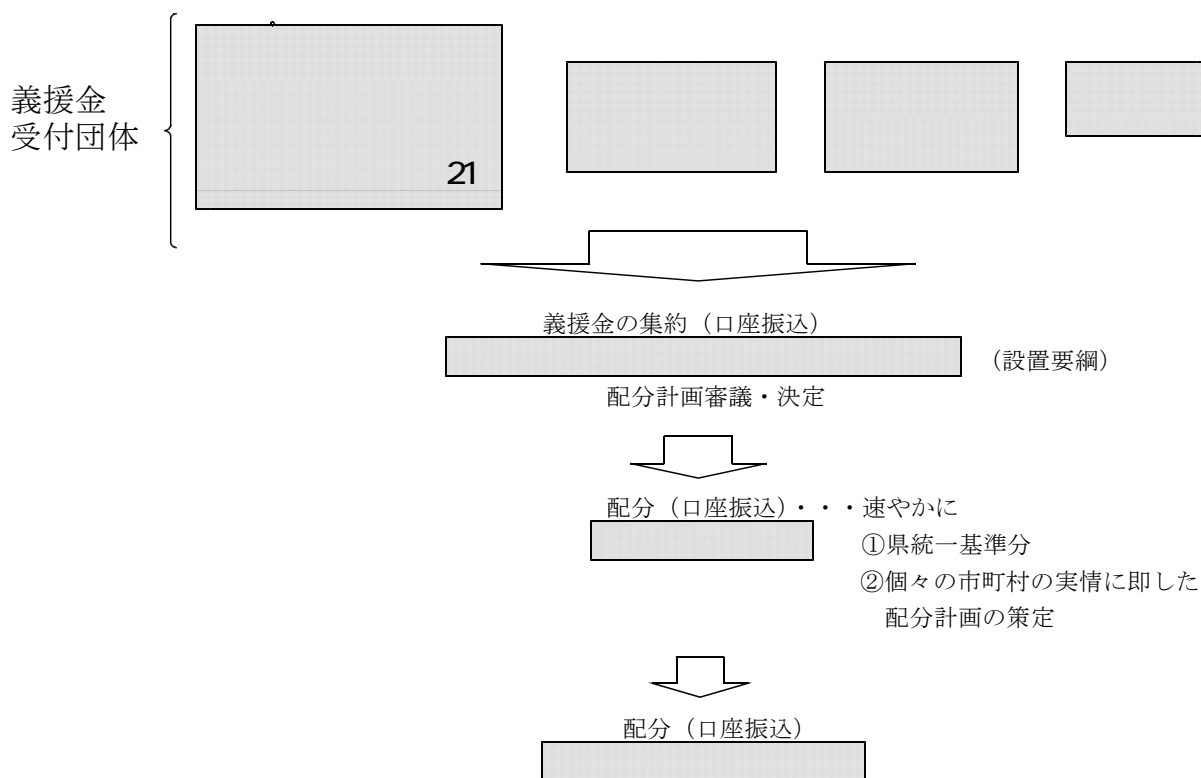 義援金
受付団体
21
義援金の集約（口座振込）
（設置要綱）
配分計画審議・決定
配分（口座振込）・・・速やかに
①県統一基準分
②個々の市町村の実情に即した
配分計画の策定
配分（口座振込）